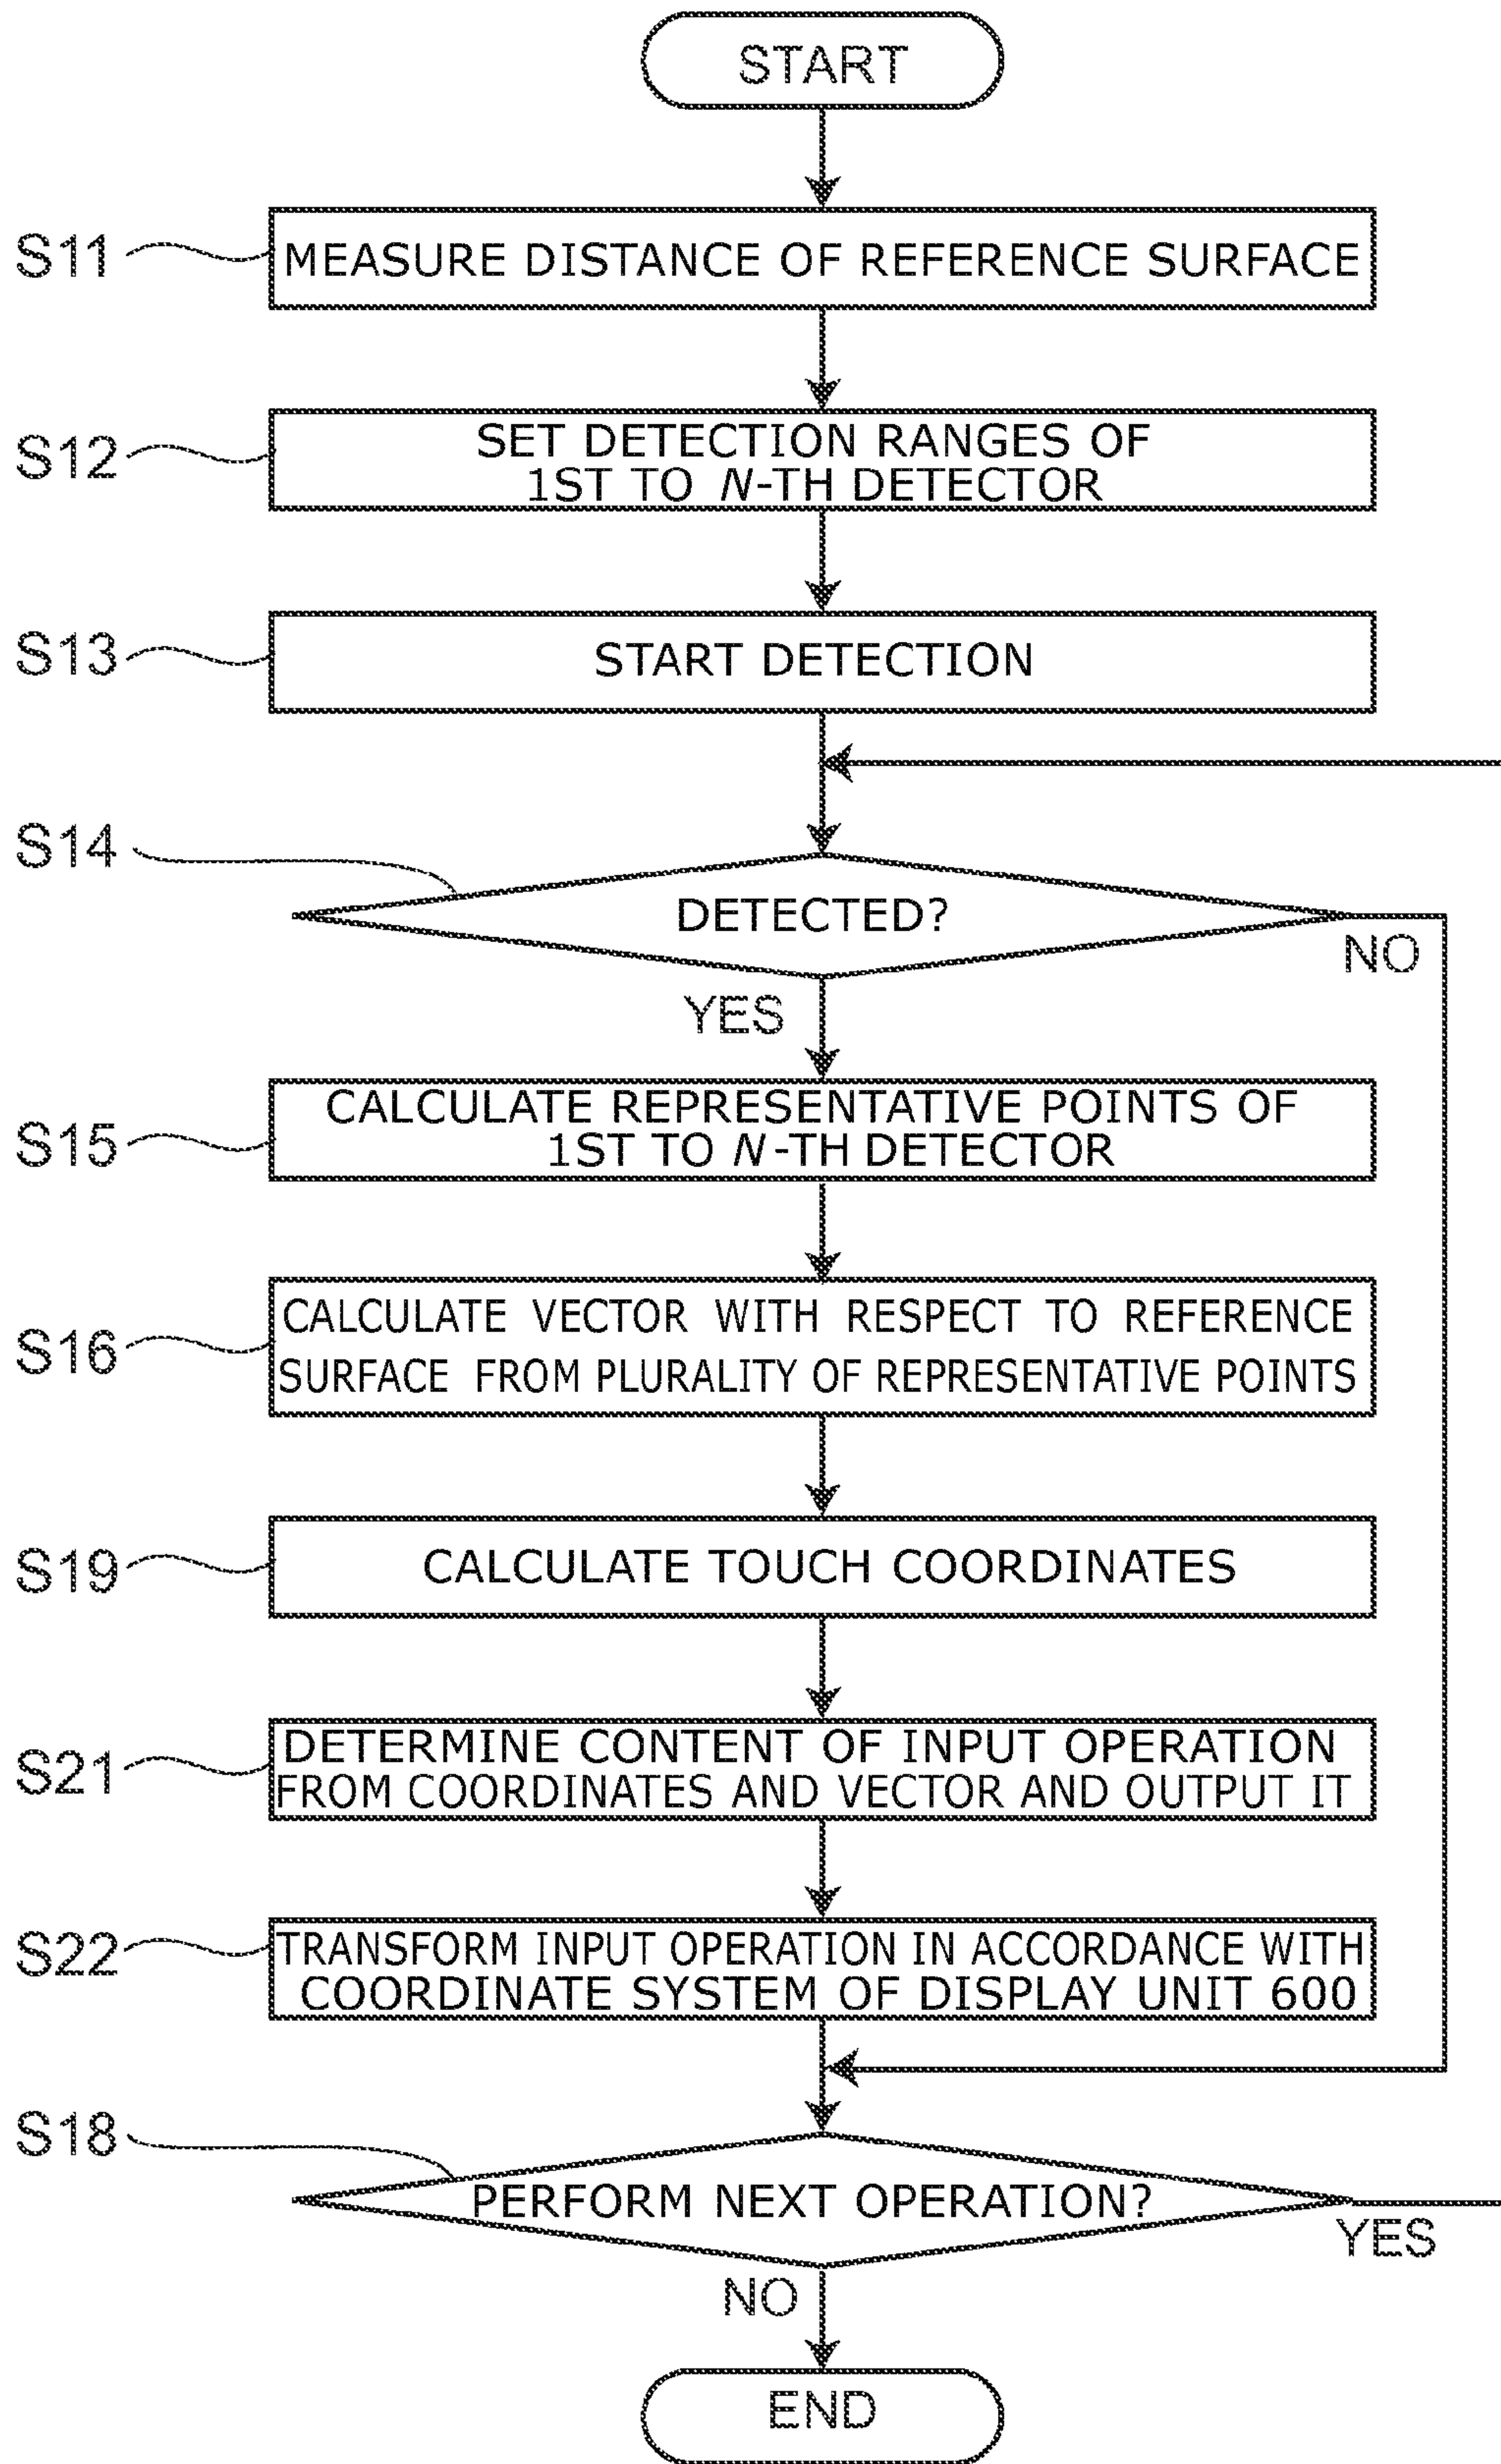 START
S11
MEASURE DISTANCE OF REFERENCE SURFACE
S12
SET DETECTION RANGES OF
1ST TO N-TH DETECTOR
S13
START DETECTION
S14
DETECTED?
NO
YES
S15
CALCULATE REPRESENTATIVE POINTS OF
1ST TO N-TH DETECTOR
S16
CALCULATE VECTOR WITH RESPECT TO REFERENCE
SURFACE FROM PLURALITY OF REPRESENTATIVE POINTS
S19
CALCULATE TOUCH COORDINATES
S21
DETERMINE CONTENT OF INPUT OPERATION
FROM COORDINATES AND VECTOR AND OUTPUT IT
S22
TRANSFORM INPUT OPERATION IN ACCORDANCE WITH
COORDINATE SYSTEM OF DISPLAY UNIT 600
S18
PERFORM NEXT OPERATION?
YES
NO
END